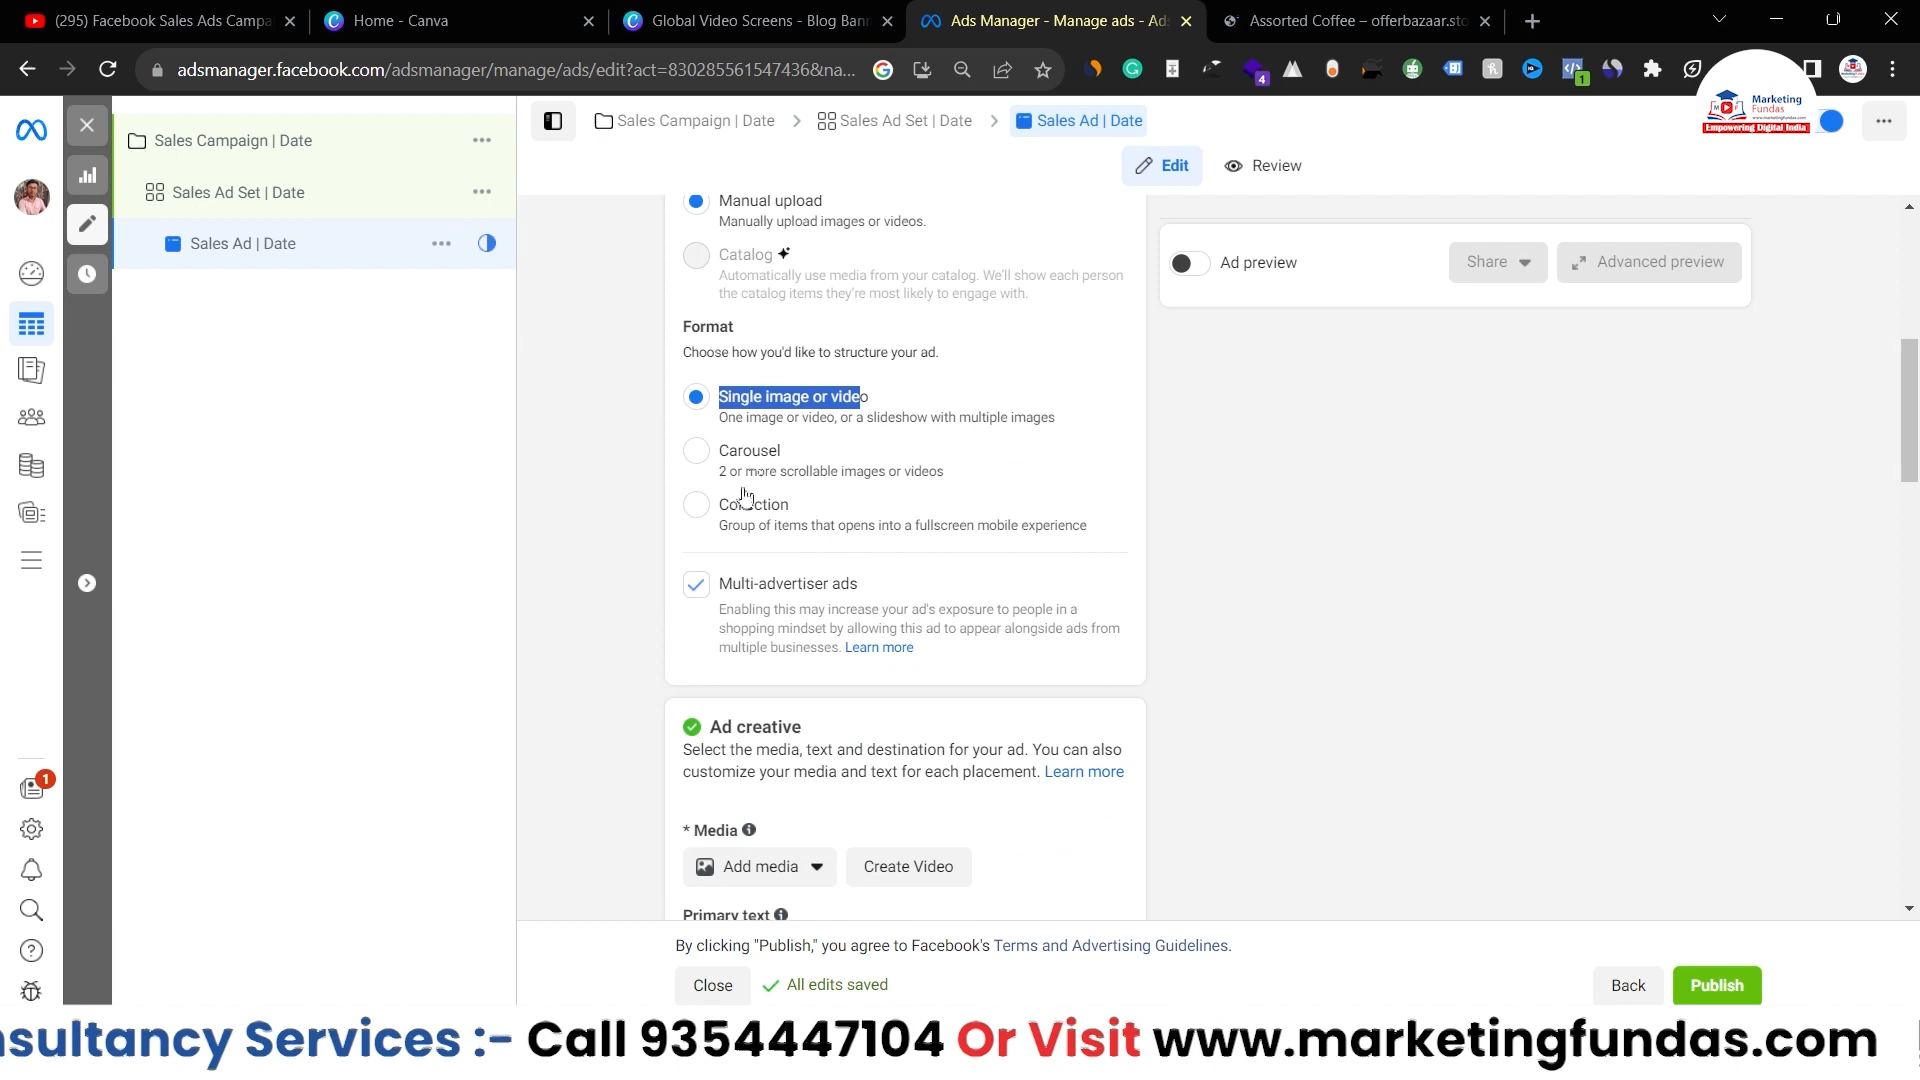 (295) Facebook Sales Ads Campa
Home - Canva
Global Video Screens - Blog Bann
Ads Manager - Manage ads - Ads
Assorted Coffee – offerbazaar.sto
adsmanager.facebook.com/adsmanager/manage/ads/edit?act=830285561547436&na...
4
1
Marketing
Fundas
www.marketingfundas.com
Empowering Digital India
Sales Campaign | Date
Sales Ad Set | Date
Sales Ad | Date
Sales Campaign | Date
Sales Ad Set | Date
Sales Ad | Date
Edit
Review
Manual upload
Manually upload images or videos.
Catalog
Automatically use media from your catalog. We'll show each person
the catalog items they're most likely to engage with.
Format
Choose how you'd like to structure your ad.
Single image or video
One image or video, or a slideshow with multiple images
Carousel
2 or more scrollable images or videos
Collection
Group of items that opens into a fullscreen mobile experience
Multi-advertiser ads
Enabling this may increase your ad's exposure to people in a
shopping mindset by allowing this ad to appear alongside ads from
multiple businesses. Learn more
Ad preview
Share
Advanced preview
Ad creative
Select the media, text and destination for your ad. You can also
customize your media and text for each placement. Learn more
* Media
Add media
Create Video
Primary text
1
By clicking "Publish," you agree to Facebook's Terms and Advertising Guidelines.
Close
All edits saved
Back
Publish
nsultancy Services :- Call 9354447104 Or Visit www.marketingfundas.com